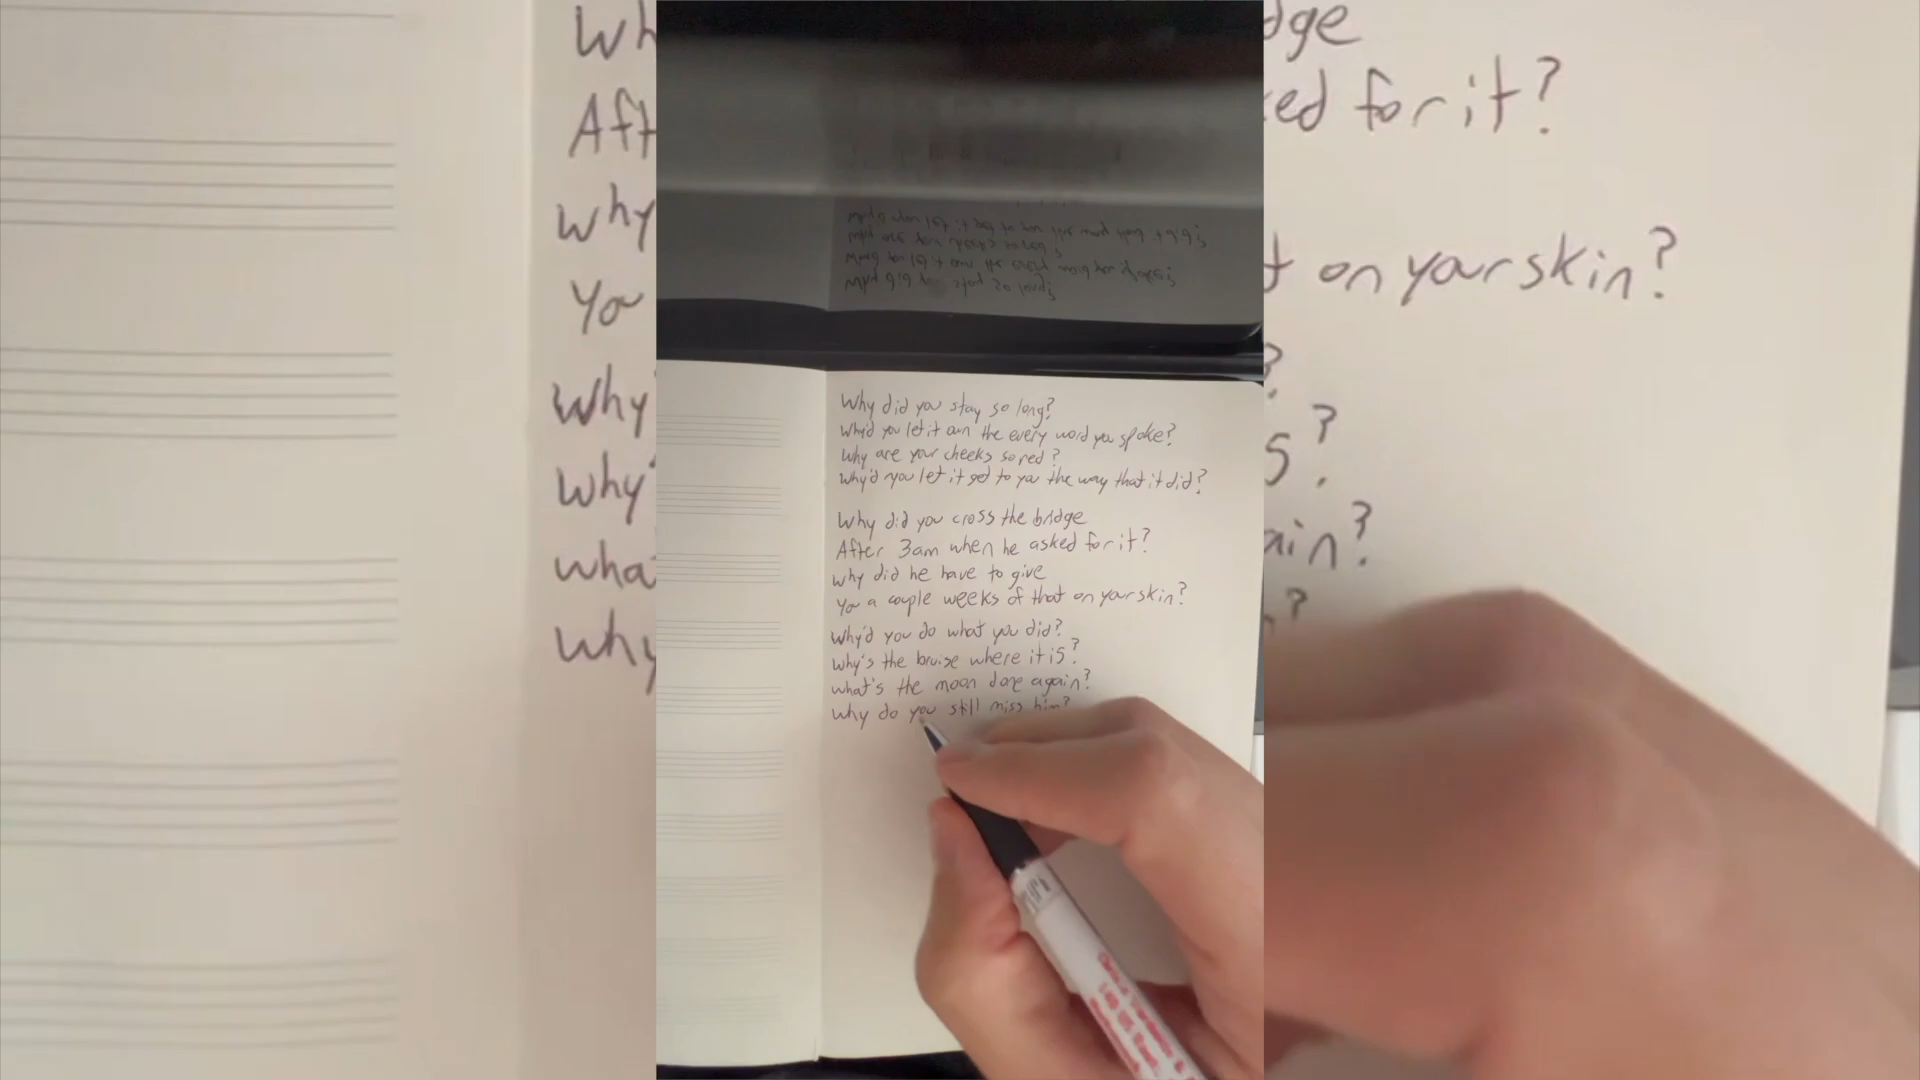 Why did you stay so long?
Why'd you let it own the every word you spoke?
Why are your cheeks so red?
Why'd you let it get to you the way that it did?
Why did you cross the bridge
After 3am when he asked for it?
why did he have to give
You a couple weeks of that on your skin?
Why'd you do what you did?
Why's the bruise where it is?
what's the moon done again?
Why do you still miss him?